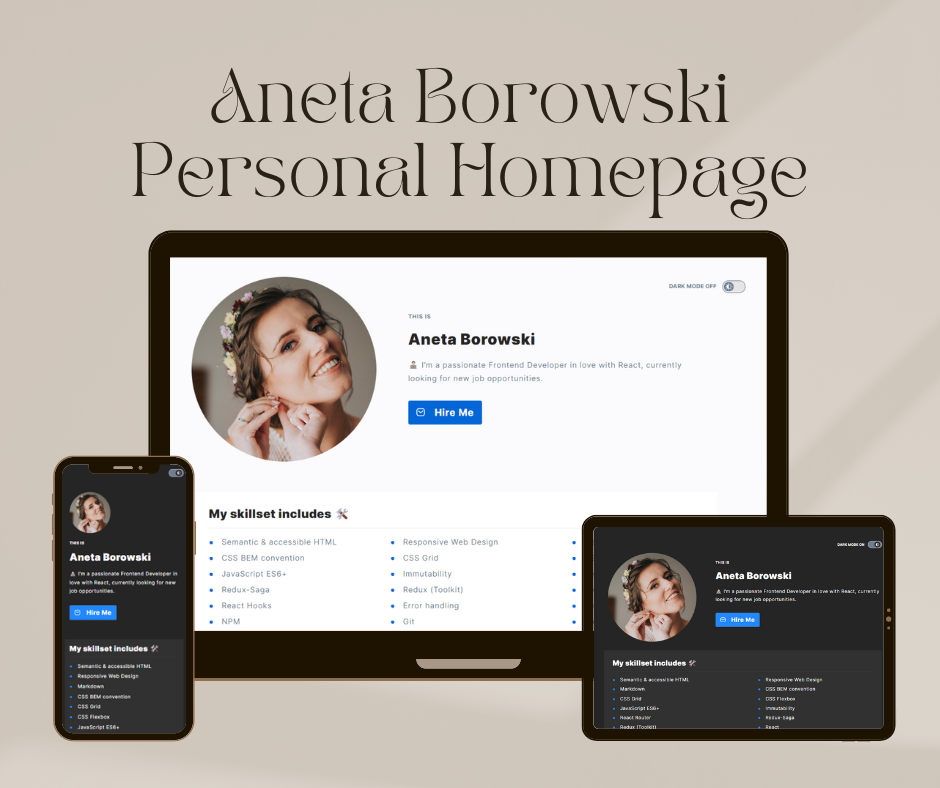 Aneta Borowski
Personal Homepage
DARK MODE OFF
THIS IS
Aneta Borowski
I'm a passionate Frontend Developer in love with React, currently
looking for new job opportunities.
Hire Me
My skillset includes
Semantic & accessible HTML
CSS BEM convention
JavaScript ES6+
Redux-Saga
React Hooks
NPM
Responsive Web Design
CSS Grid
Immutability
Redux (Toolkit)
Error handling
Git
THIS IS
Aneta Borowski
I'm a passionate Frontend Developer in
love with React, currently looking for new
job opportunities.
Hire Me
My skillset includes
Semantic & accessible HTML
Responsive Web Design
Markdown
CSS BEM convention
CSS Grid
CSS Flexbox
JavaScript ES6+
DARK MODE ON
THIS IS
Aneta Borowski
I'm a passionate Frontend Developer in love with React, currently
looking for new job opportunities.
Hire Me
My skillset includes
Semantic & accessible HTML
Markdown
CSS Grid
JavaScript ES6+
React Router
Redux (Toolkit)
Responsive Web Design
CSS BEM convention
CSS Flexbox
Immutability
Redux-Saga
React